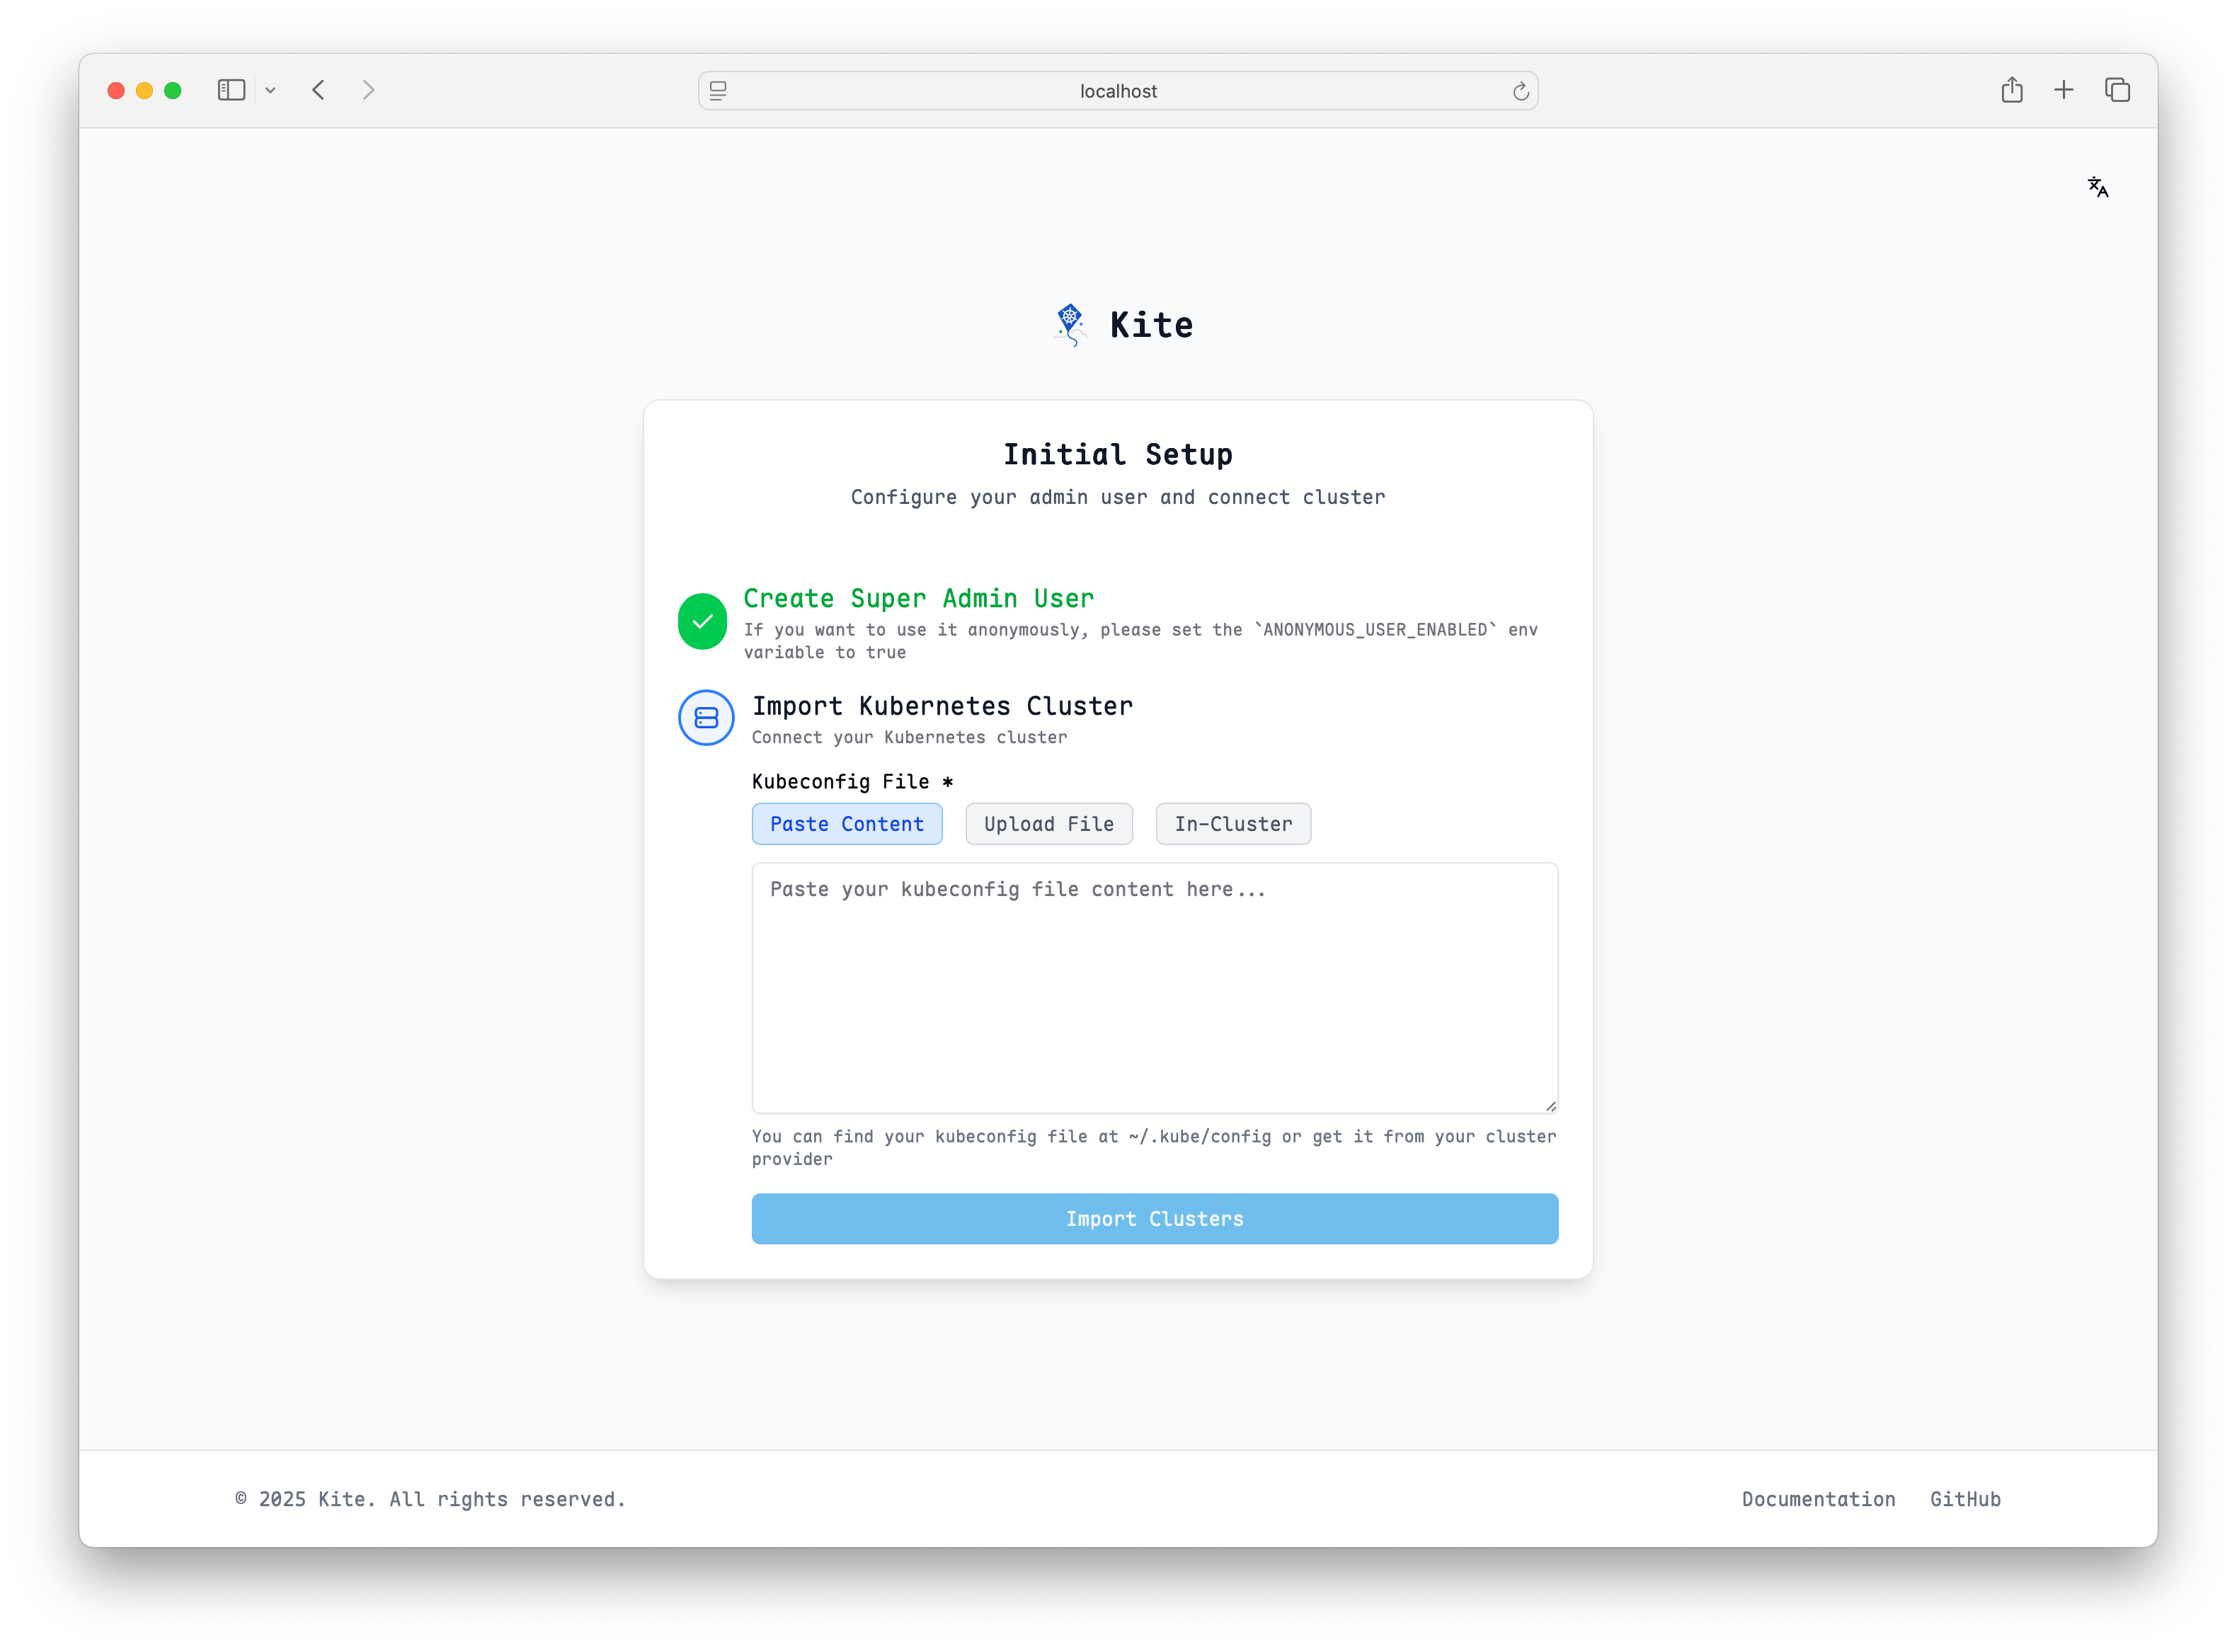 localhost
Kite
Initial Setup
Configure your admin user and connect cluster
Create Super Admin User
If you want to use it anonymously, please set the `ANONYMOUS_USER_ENABLED` env
variable to true
Import Kubernetes Cluster
Connect your Kubernetes cluster
Kubeconfig File *
Paste Content
Upload File
In-Cluster
Paste your kubeconfig file content here...
You can find your kubeconfig file at ~/.kube/config or get it from your cluster
provider
Import Clusters
© 2025 Kite. All rights reserved.
Documentation
GitHub